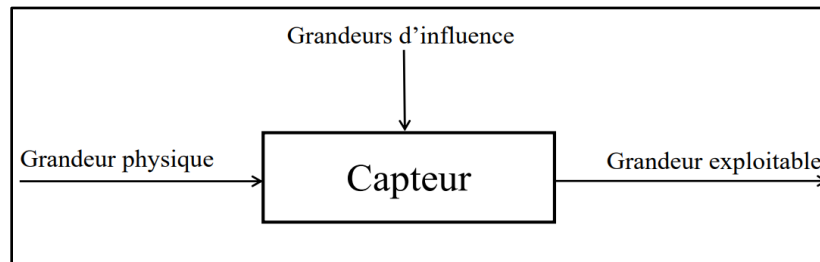 Grandeurs d’influence
Grandeur physique
Capteur
Grandeur exploitable